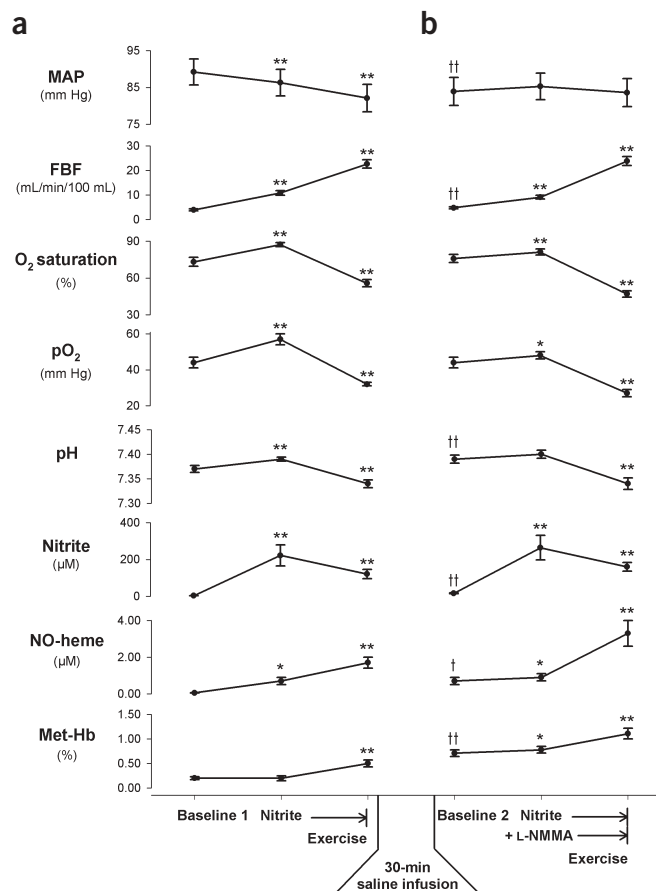 a
b
MAP
(mm Hg)
95
85
75
**
**
††
FBF
(mL/min/100 mL)
30
20
10
0
**
**
††
**
**
O2 saturation
(%)
90
60
30
**
**
**
**
pO2
(mm Hg)
60
40
20
**
**
*
**
pH
7.45
7.40
7.35
7.30
**
**
††
**
Nitrite
(µM)
400
200
0
**
**
††
**
**
NO-heme
(µM)
4.00
2.00
0.00
*
**
†
*
**
Met-Hb
(%)
1.50
1.00
0.50
0.00
**
††
*
**
Baseline 1 Nitrite
Exercise
Baseline 2 Nitrite
+ L-NMMA
Exercise
30-min
saline infusion